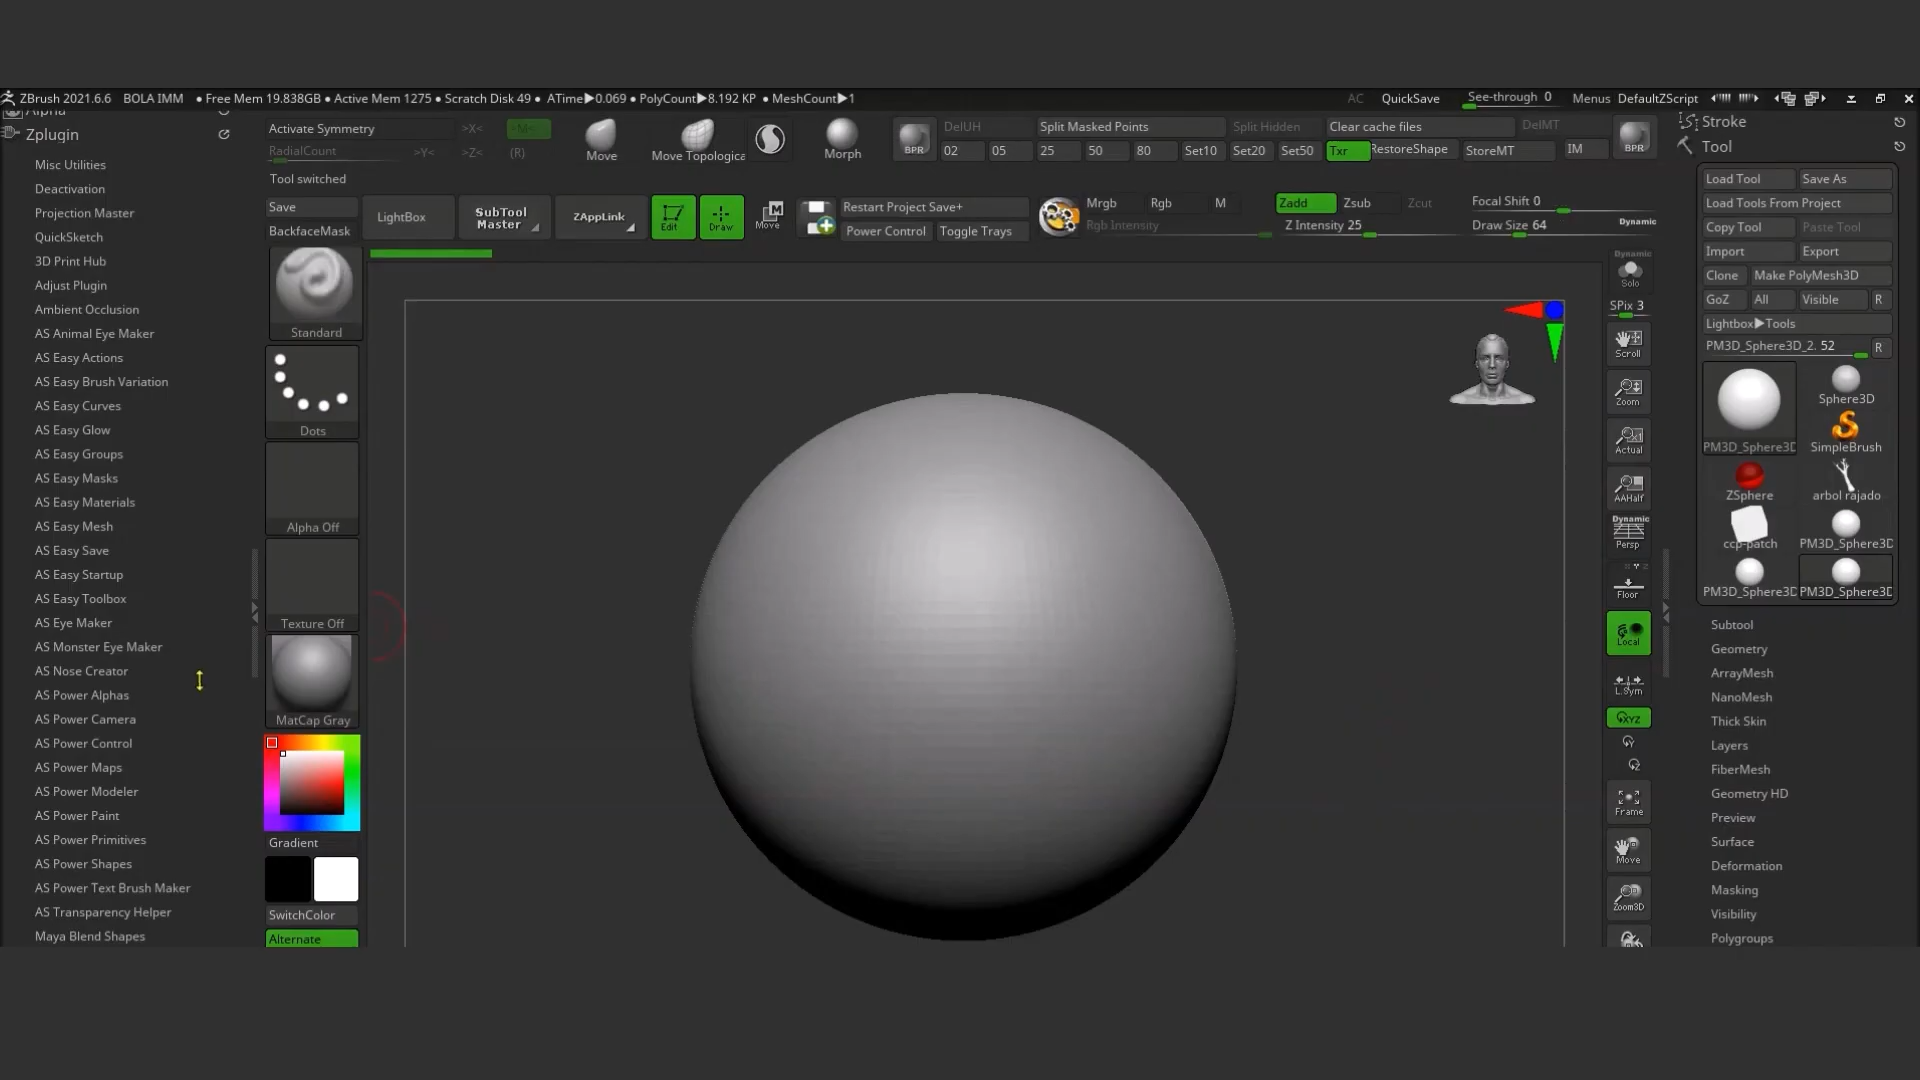 ZBrush 2021.6.6 BOLA IMM • Free Mem 19.838GB • Active Mem 1275 • Scratch Disk 49 • ATime▶0.069 • PolyCount▶8.192 KP • MeshCount▶1
AC QuickSave See-through 0 Menus DefaultZScript
Alpha
Zplugin
Misc Utilities
Deactivation
Projection Master
QuickSketch
3D Print Hub
Adjust Plugin
Ambient Occlusion
AS Animal Eye Maker
AS Easy Actions
AS Easy Brush Variation
AS Easy Curves
AS Easy Glow
AS Easy Groups
AS Easy Masks
AS Easy Materials
AS Easy Mesh
AS Easy Save
AS Easy Startup
AS Easy Toolbox
AS Eye Maker
AS Monster Eye Maker
AS Nose Creator
AS Power Alphas
AS Power Camera
AS Power Control
AS Power Maps
AS Power Modeler
AS Power Paint
AS Power Primitives
AS Power Shapes
AS Power Text Brush Maker
AS Transparency Helper
Maya Blend Shapes
Activate Symmetry >X< >M<
RadialCount >Y< >Z< (R)
Tool switched
Move
Move Topologica
Morph
BPR
DelUH
Split Masked Points
Split Hidden
Clear cache files
DelMT
02 05 25 50 80 Set10 Set20 Set50 Txr RestoreShape StoreMT IM
BPR
Save
BackfaceMask
LightBox
SubTool
Master
ZAppLink
Edit
Draw
Move
Restart Project Save+
Power Control Toggle Trays
Mrgb Rgb M
Rgb Intensity
Zadd Zsub Zcut
Z Intensity 25
Focal Shift 0
Draw Size 64 Dynamic
Standard
Dots
Alpha Off
Texture Off
MatCap Gray
Gradient
SwitchColor
Alternate
Dynamic
Solo
SPix 3
Scroll
Zoom
Actual
AAHalf
Dynamic
Persp
Floor
Local
L.Sym
XYZ
Frame
Move
Zoom3D
Stroke
Tool
Load Tool Save As
Load Tools From Project
Copy Tool Paste Tool
Import Export
Clone Make PolyMesh3D
GoZ All Visible R
Lightbox▶Tools
PM3D_Sphere3D_2. 52 R
PM3D_Sphere3D
Sphere3D
SimpleBrush
ZSphere
arbol rajado
ccp-patch
PM3D_Sphere3D
PM3D_Sphere3D
PM3D_Sphere3D
Subtool
Geometry
ArrayMesh
NanoMesh
Thick Skin
Layers
FiberMesh
Geometry HD
Preview
Surface
Deformation
Masking
Visibility
Polygroups